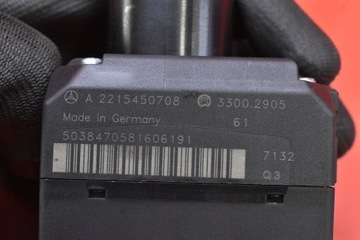 A 2215450708 3300.2905
Made in Germany 61
5038470581606191
7132
Q3